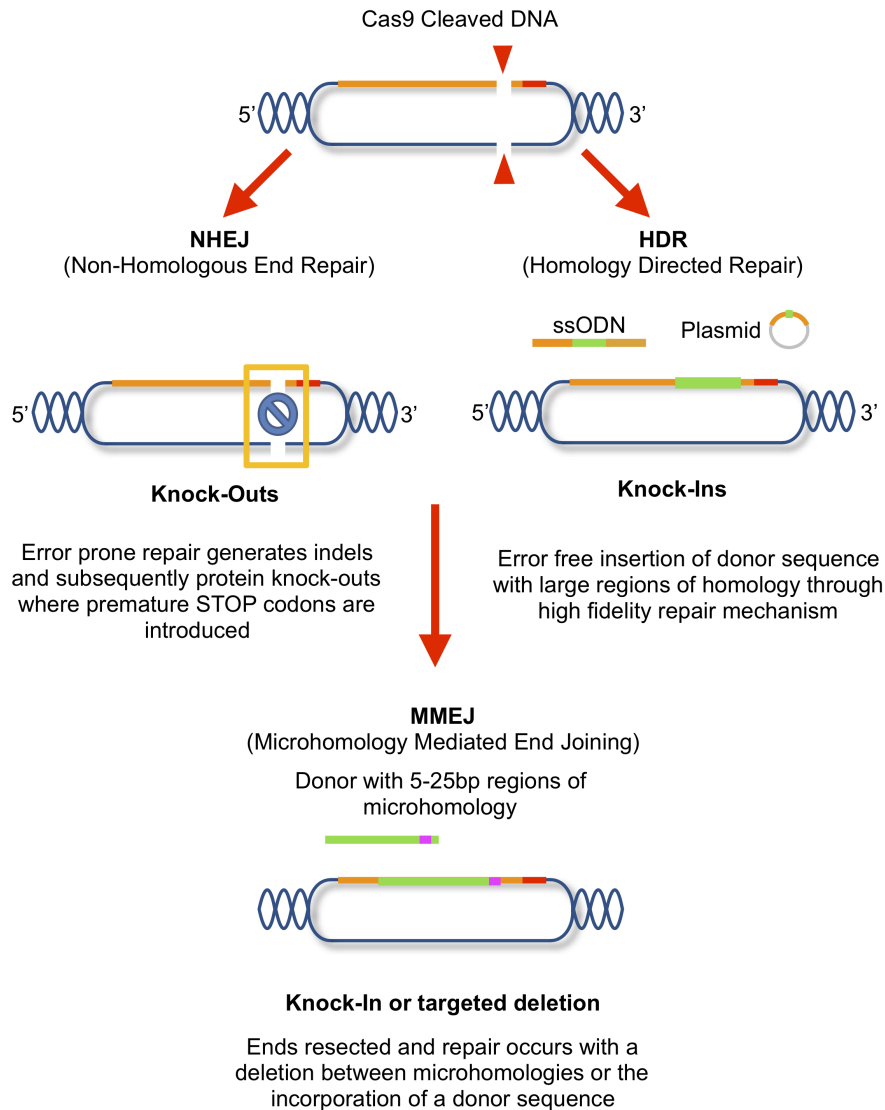 Cas9 Cleaved DNA
5’
3’
NHEJ
(Non-Homologous End Repair)
HDR
(Homology Directed Repair)
ssODN
Plasmid
5’
3’
5’
3’
Knock-Outs
Knock-Ins
Error prone repair generates indels
and subsequently protein knock-outs
where premature STOP codons are
introduced
Error free insertion of donor sequence
with large regions of homology through
high fidelity repair mechanism
MMEJ
(Microhomology Mediated End Joining)
Donor with 5-25bp regions of
microhomology
Knock-In or targeted deletion
Ends resected and repair occurs with a
deletion between microhomologies or the
incorporation of a donor sequence